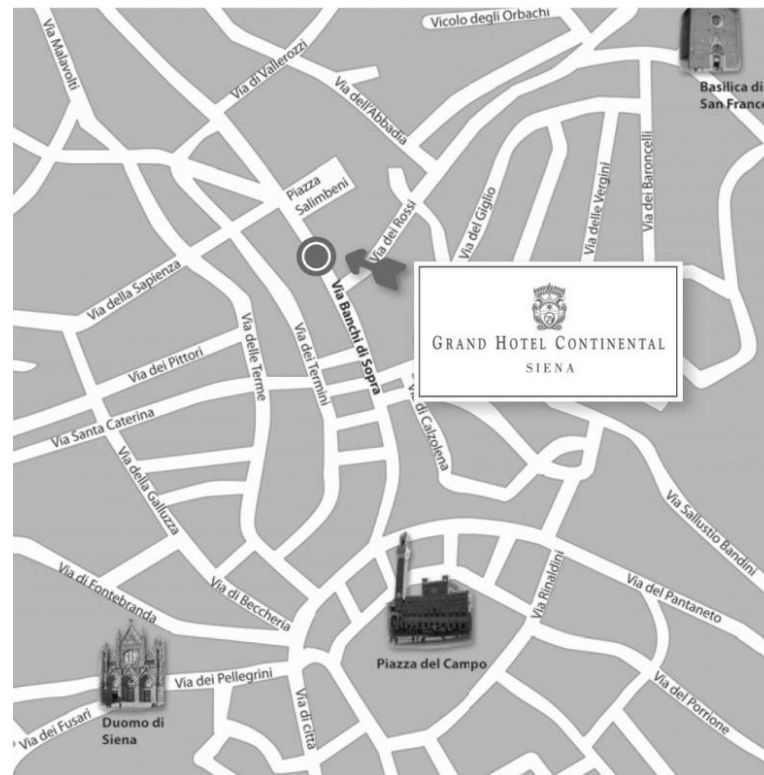 Vicolo degli Orbachi
Via Malavolti
Via di Vallerozzi
Via dell'Abbadia
Basilica di
San France
Piazza
Salimbeni
Via dei Rossi
Via del Giglio
Via delle Vergini
Via dei Baroncelli
Via della Sapienza
Via Banchi di Sopra
GRAND HOTEL CONTINENTAL
SIENA
Via dei Pittori
Via delle Terme
Via dei Termini
Via Santa Caterina
di Calzolena
Via della Galluzza
Via Sallustio Bandini
Via di Fontebranda
Via di Beccheria
Via Rinaldini
Via del Pantaneto
Piazza del Campo
Via dei Pellegrini
Via del Porrione
Duomo di
Siena
Via dei Fusari
Via di città